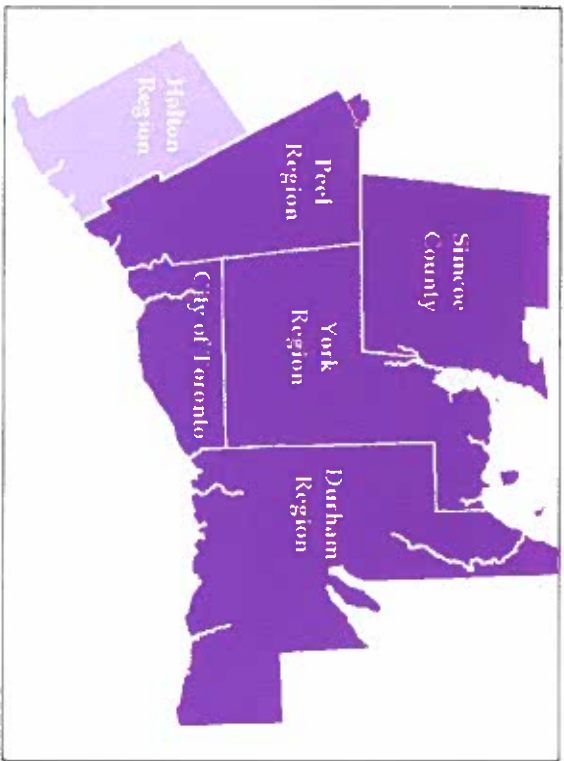 Halton
Region
Peel
Region
Simcoe
County
York
Region
City of Toronto
Durham
Region